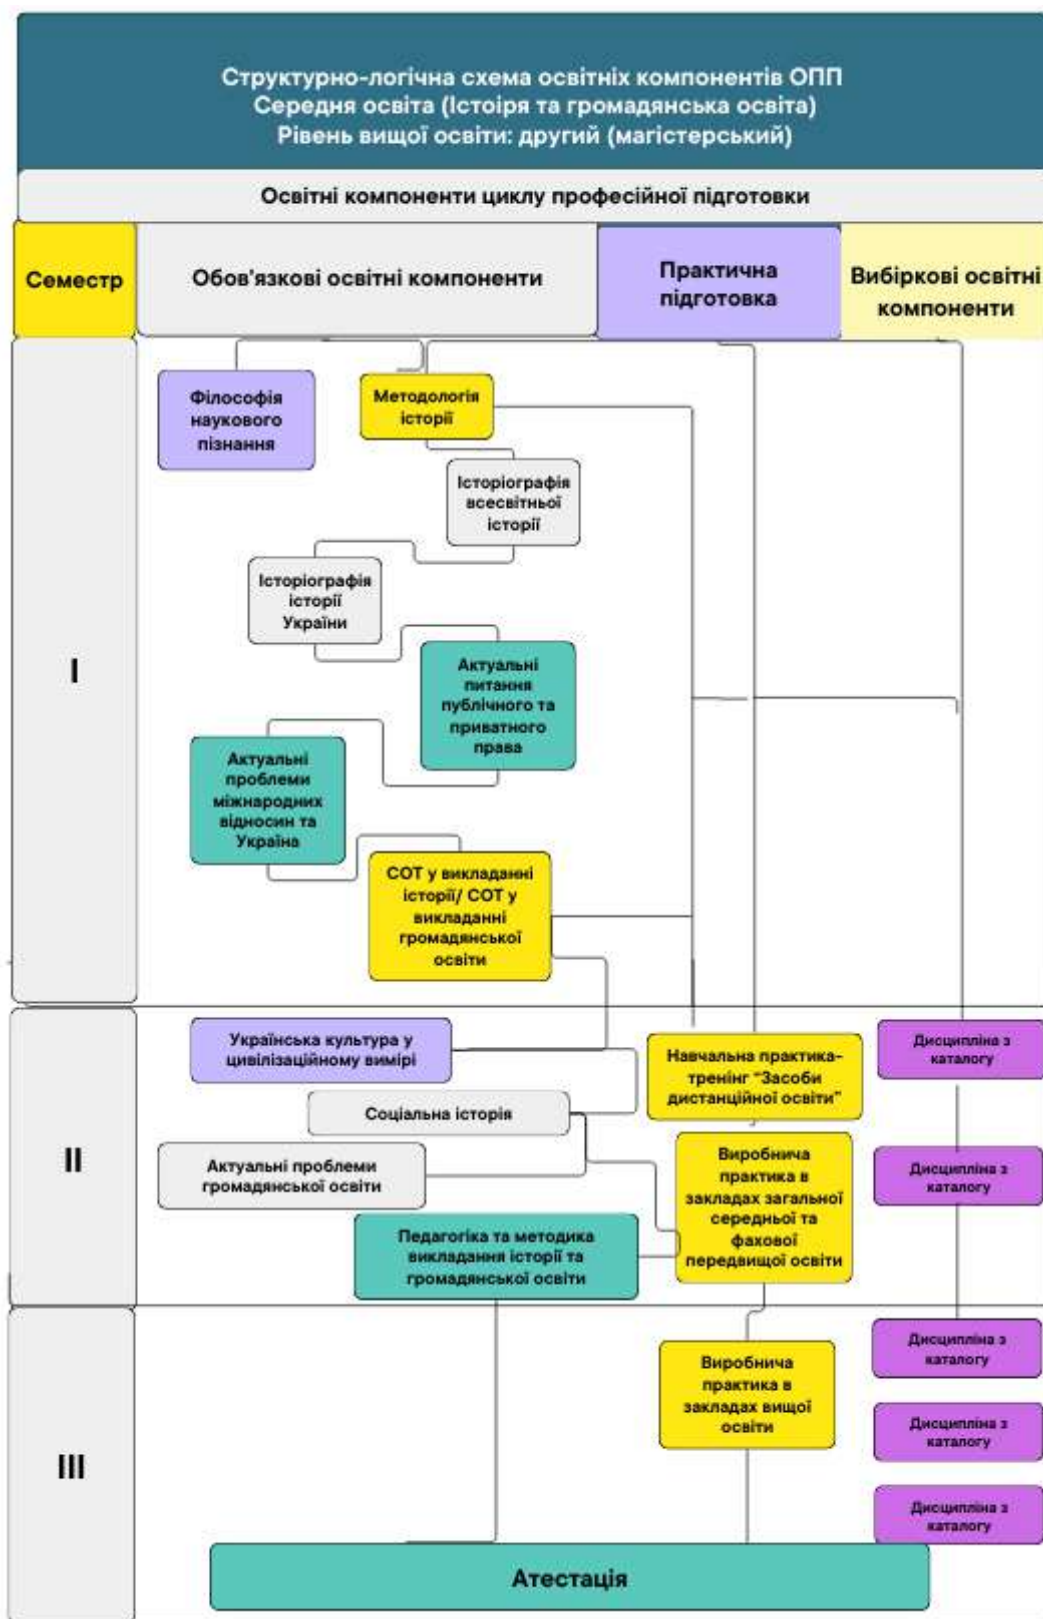 Структурно-логічна схема освітніх компонентів ОПП
Середня освіта (Істоіря та громадянська освіта)
Рівень вищої освіти: другий (магістерський)
Освітні компоненти циклу професійної підготовки
Семестр
Обов'язкові освітні компоненти
Практична
підготовка
Вибіркові освітні
компоненти
I
Філософія
наукового
пізнання
Методологія
історії
Історіографія
всесвітньої
історії
Історіографія
історії
України
Актуальні
питання
публічного та
приватного
права
Актуальні
проблеми
міжнародних
відносин та
Україна
СОТ у викладанні
історії/ СОТ у
викладанні
громадянської
освіти
II
Українська культура у
цивілізаційному вимірі
Соціальна історія
Актуальні проблеми
громадянської освіти
Педагогіка та методика
викладання історії та
громадянської освіти
Навчальна практика-
тренінг "Засоби
дистанційної освіти"
Виробнича
практика в
закладах загальної
середньої та
фахової
передвищої освіти
Дисципліна з
каталогу
Дисципліна з
каталогу
III
Виробнича
практика в
закладах вищої
освіти
Дисципліна з
каталогу
Дисципліна з
каталогу
Дисципліна з
каталогу
Атестація